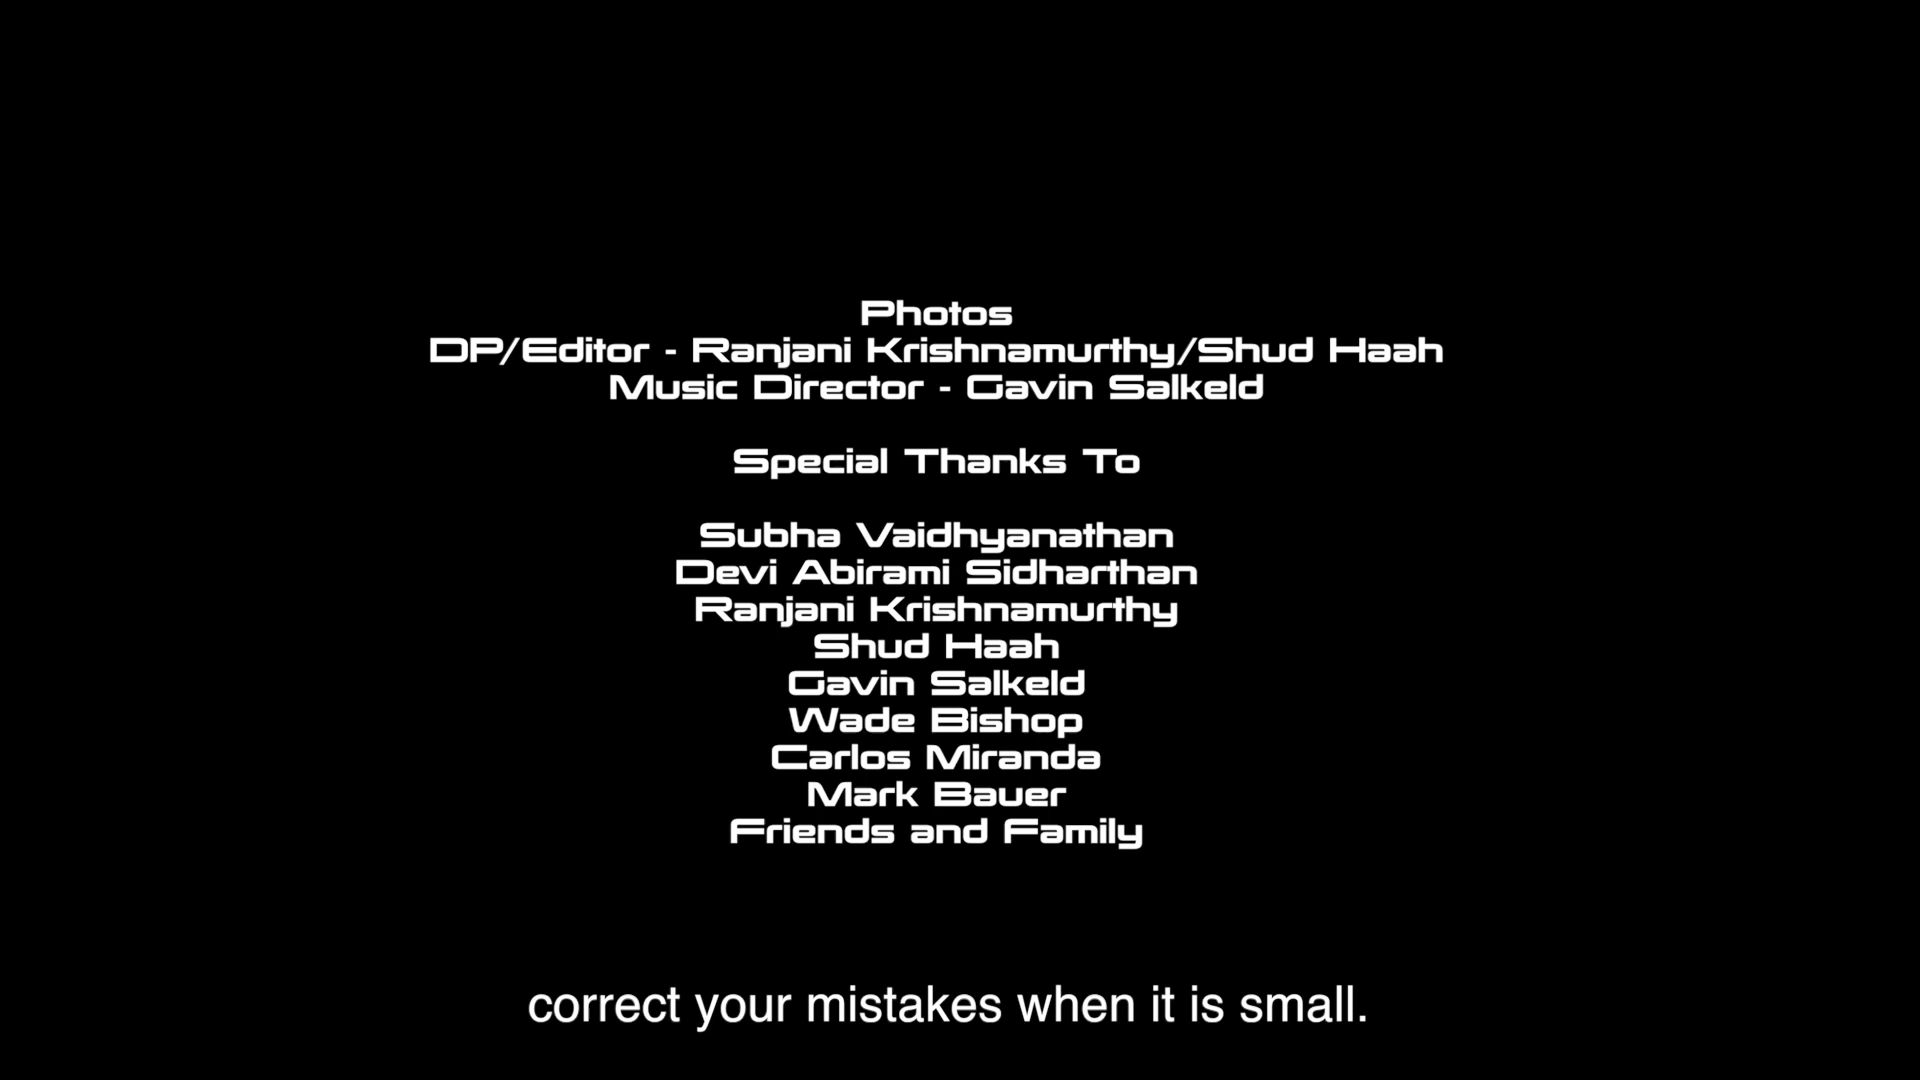 Photos
DP/Editor - Ranjani Krishnamurthy/Shud Haah
Music Director - Gavin Salkeld
Special Thanks To
Subha Vaidhyanathan
Devi Abirami Sidharthan
Ranjani Krishnamurthy
Shud Haah
Gavin Salkeld
Wade Bishop
Carlos Miranda
Mark Bauer
Friends and Family
correct your mistakes when it is small.